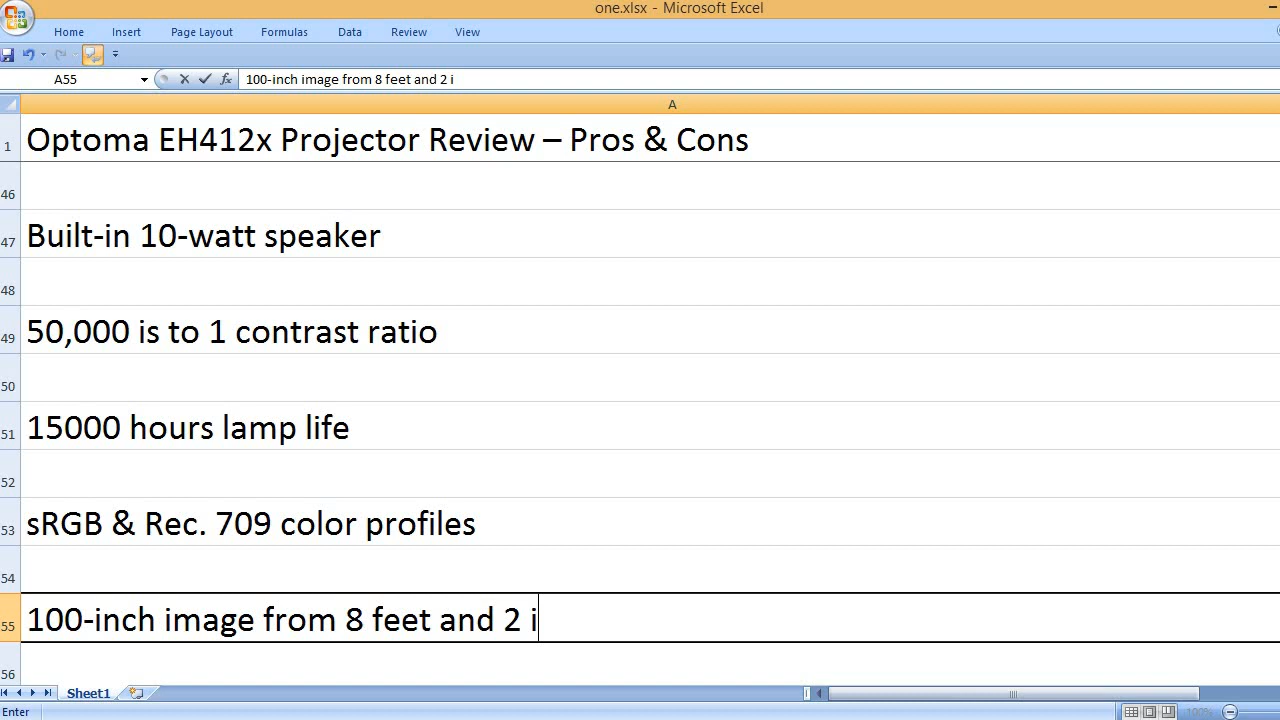 one.xlsx - Microsoft Excel
Home Insert Page Layout Formulas Data Review View
A55 fx 100-inch image from 8 feet and 2 i
A
1 Optoma EH412x Projector Review – Pros & Cons
46
47 Built-in 10-watt speaker
48
49 50,000 is to 1 contrast ratio
50
51 15000 hours lamp life
52
53 sRGB & Rec. 709 color profiles
54
55 100-inch image from 8 feet and 2 i
56
Sheet1
Enter 100%